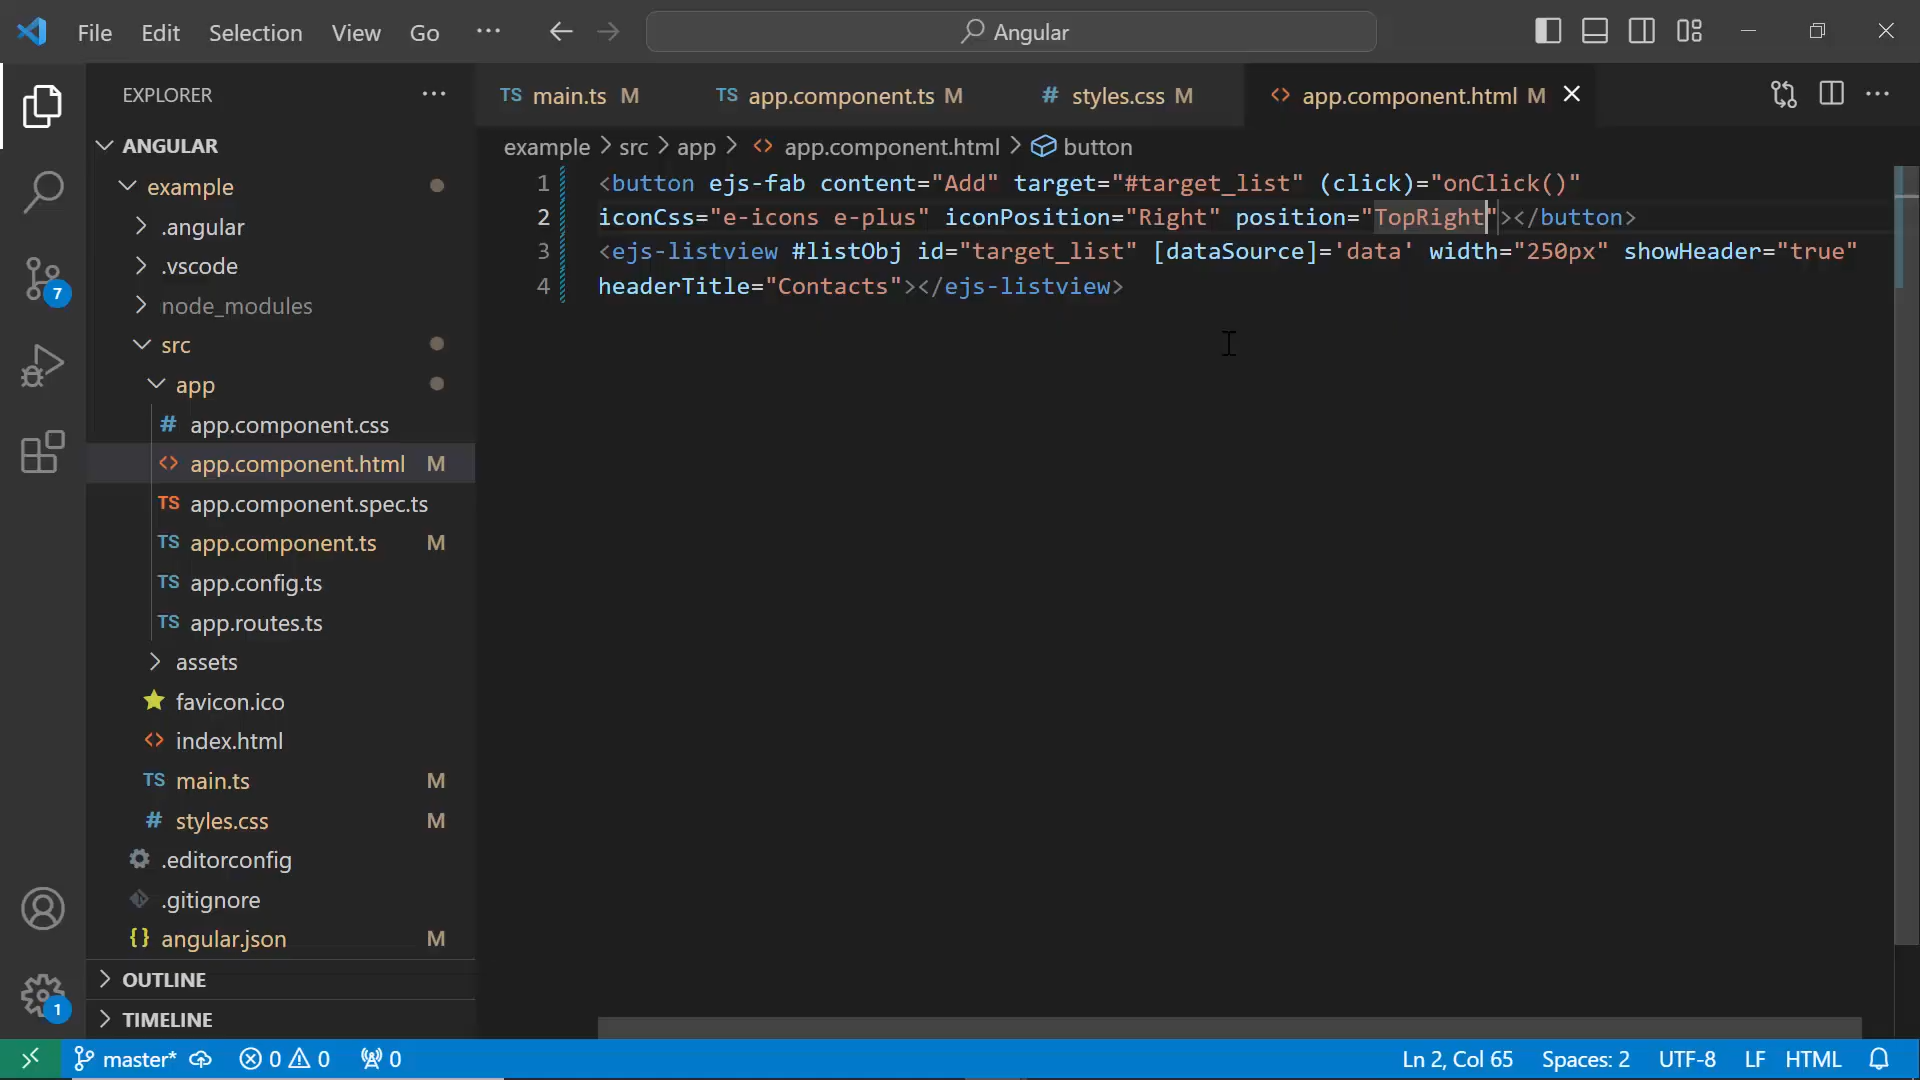 File Edit Selection View Go ··· Angular
EXPLORER ···
ANGULAR
example
.angular
.vscode
node_modules
src
app
# app.component.css
<> app.component.html M
TS app.component.spec.ts
TS app.component.ts M
TS app.config.ts
TS app.routes.ts
assets
favicon.ico
<> index.html
TS main.ts M
# styles.css M
.editorconfig
.gitignore
{} angular.json M
OUTLINE
TIMELINE
7
1
TS main.ts M TS app.component.ts M # styles.css M <> app.component.html M ···
example > src > app > <> app.component.html > button
1 <button ejs-fab content="Add" target="#target_list" (click)="onClick()"
2 iconCss="e-icons e-plus" iconPosition="Right" position="TopRight"></button>
3 <ejs-listview #listObj id="target_list" [dataSource]='data' width="250px" showHeader="true"
4 headerTitle="Contacts"></ejs-listview>
master* 0 0 0 Ln 2, Col 65 Spaces: 2 UTF-8 LF HTML